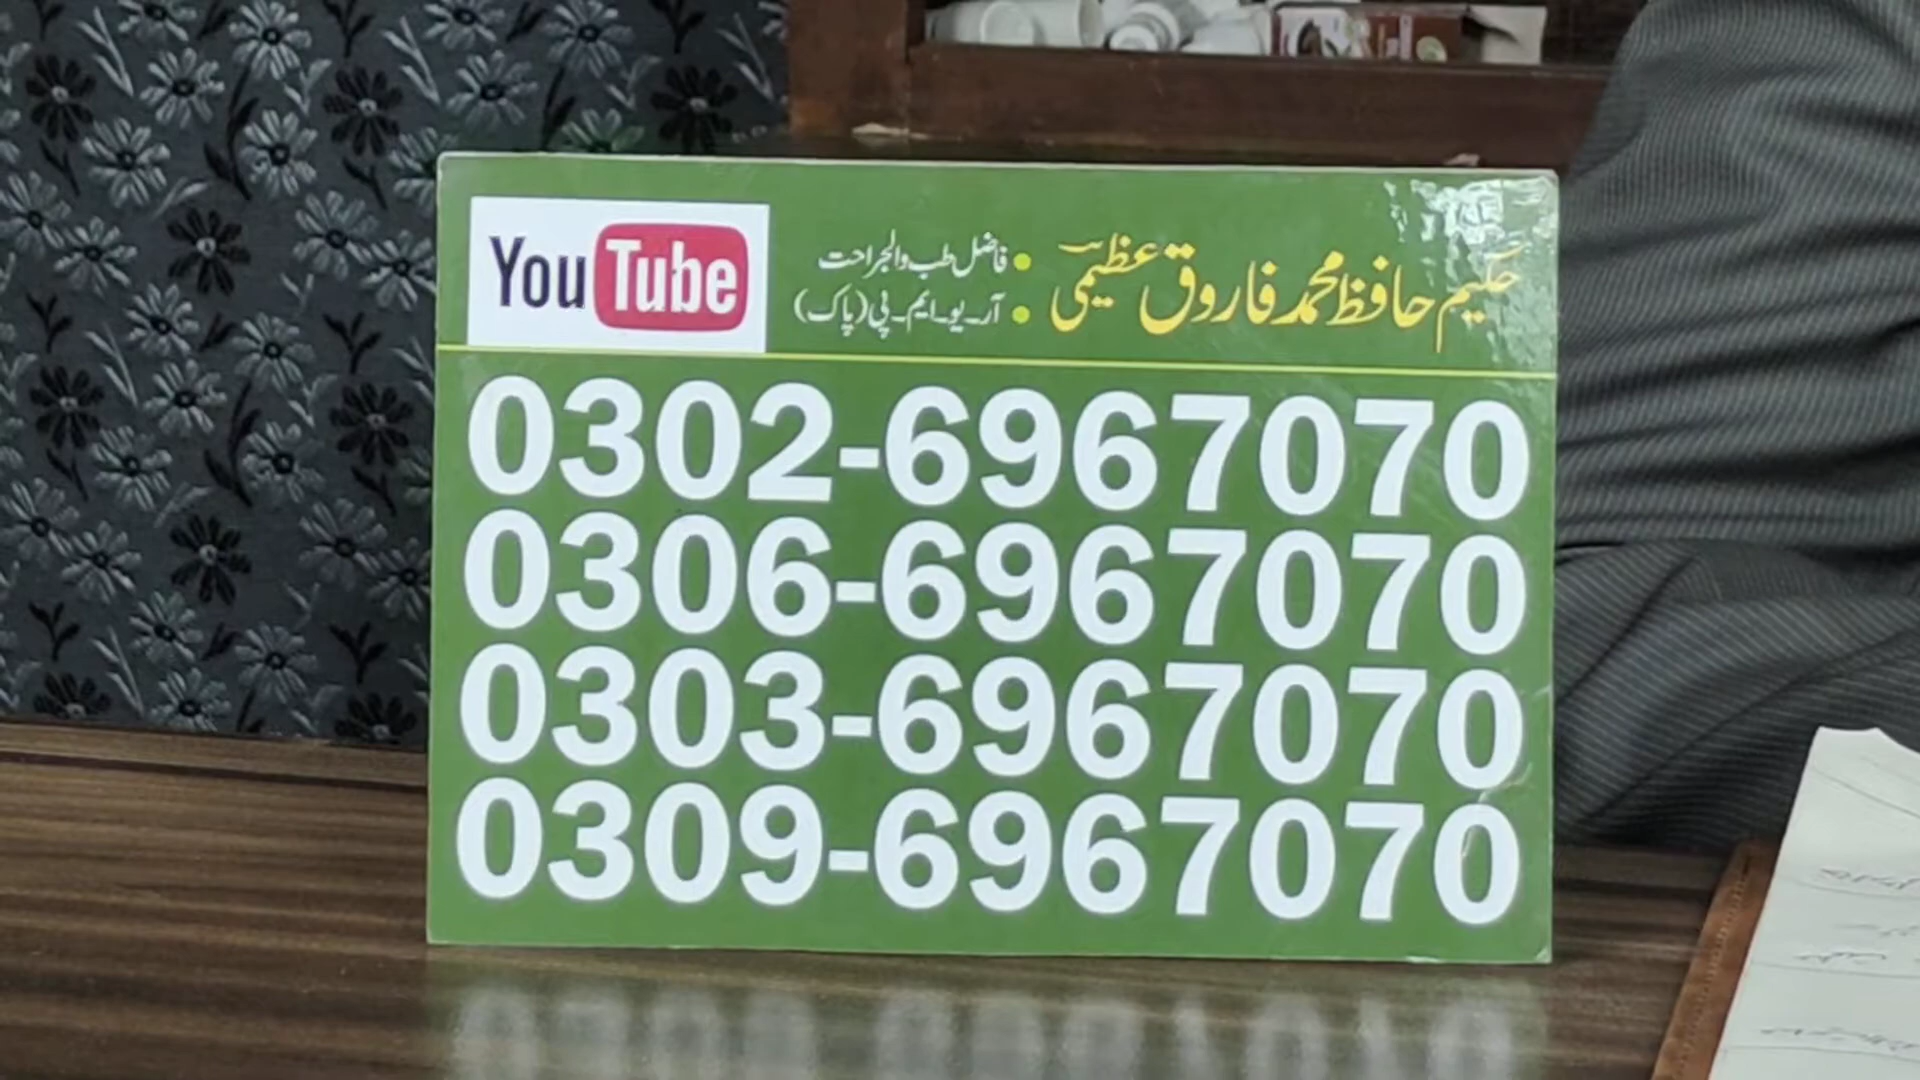 YouTube
حکیم حافظ محمد فاروق عظیمی
• فاضل طب والجراحت
• آر۔یو۔ایم۔پی(پاک)
0302-6967070
0306-6967070
0303-6967070
0309-6967070